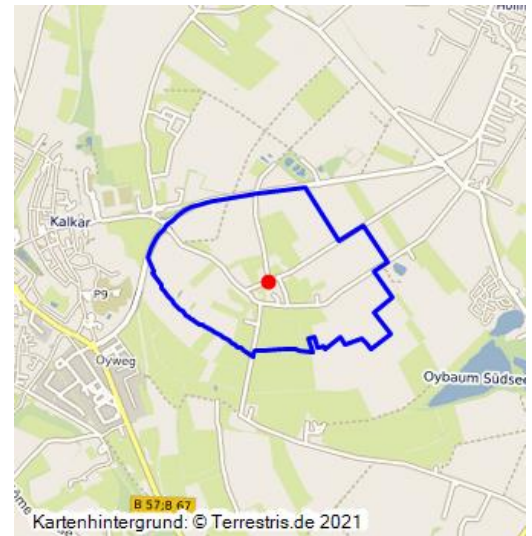 Kalkar
P9
Oyweg
Oybaum Südsee
B 57;B 67
Kartenhintergrund: © Terrestris.de 2021